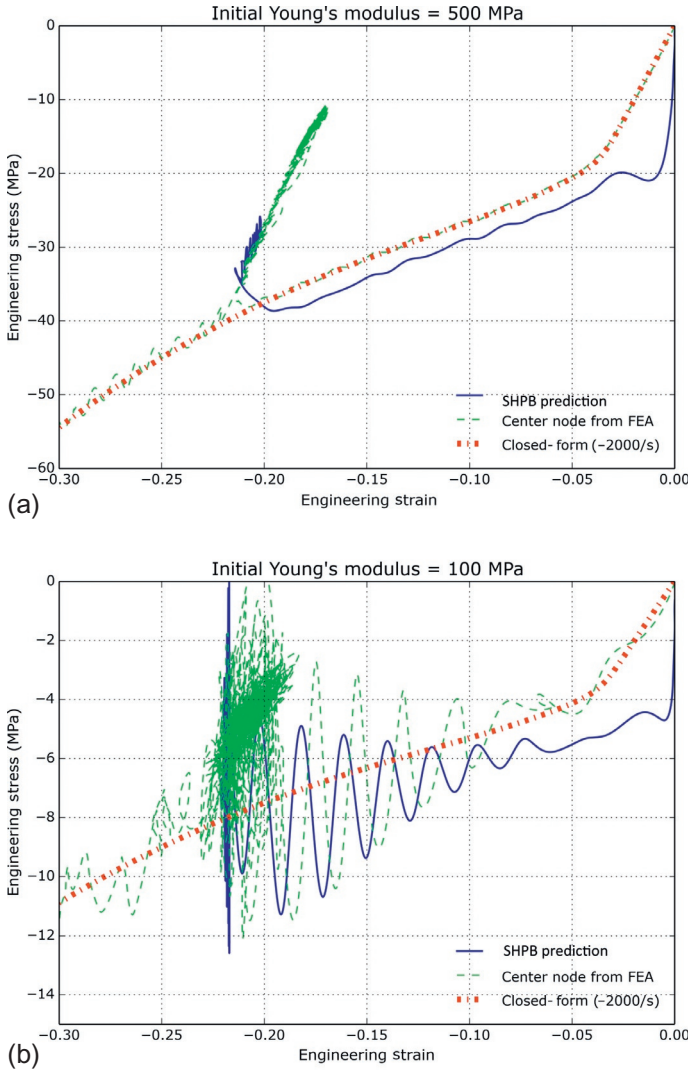 Initial Young's modulus = 500 MPa
0
−10
−20
−30
−40
−50
−60
Engineering stress (MPa)
SHPB prediction
Center node from FEA
Closed- form (−2000/s)
−0.30
−0.25
−0.20
−0.15
−0.10
−0.05
0.00
Engineering strain
(a)
Initial Young's modulus = 100 MPa
0
−2
−4
−6
−8
−10
−12
−14
Engineering stress (MPa)
SHPB prediction
Center node from FEA
Closed- form (−2000/s)
−0.30
−0.25
−0.20
−0.15
−0.10
−0.05
0.00
Engineering strain
(b)